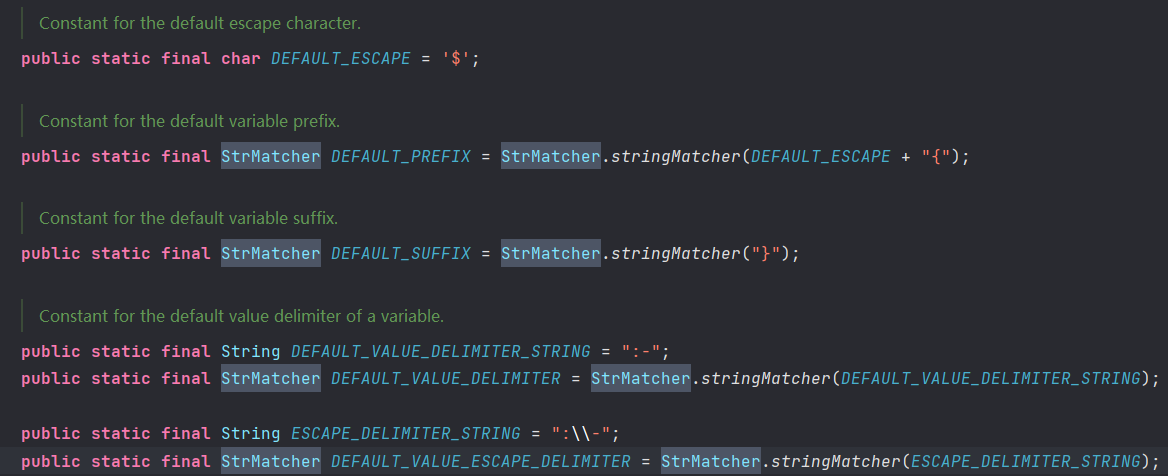 Constant for the default escape character.
public static final char DEFAULT_ESCAPE = '$';
Constant for the default variable prefix.
public static final StrMatcher DEFAULT_PREFIX = StrMatcher.stringMatcher(DEFAULT_ESCAPE + "{");
Constant for the default variable suffix.
public static final StrMatcher DEFAULT_SUFFIX = StrMatcher.stringMatcher("}");
Constant for the default value delimiter of a variable.
public static final String DEFAULT_VALUE_DELIMITER_STRING = ":-";
public static final StrMatcher DEFAULT_VALUE_DELIMITER = StrMatcher.stringMatcher(DEFAULT_VALUE_DELIMITER_STRING);
public static final String ESCAPE_DELIMITER_STRING = ":\\-";
public static final StrMatcher DEFAULT_VALUE_ESCAPE_DELIMITER = StrMatcher.stringMatcher(ESCAPE_DELIMITER_STRING);